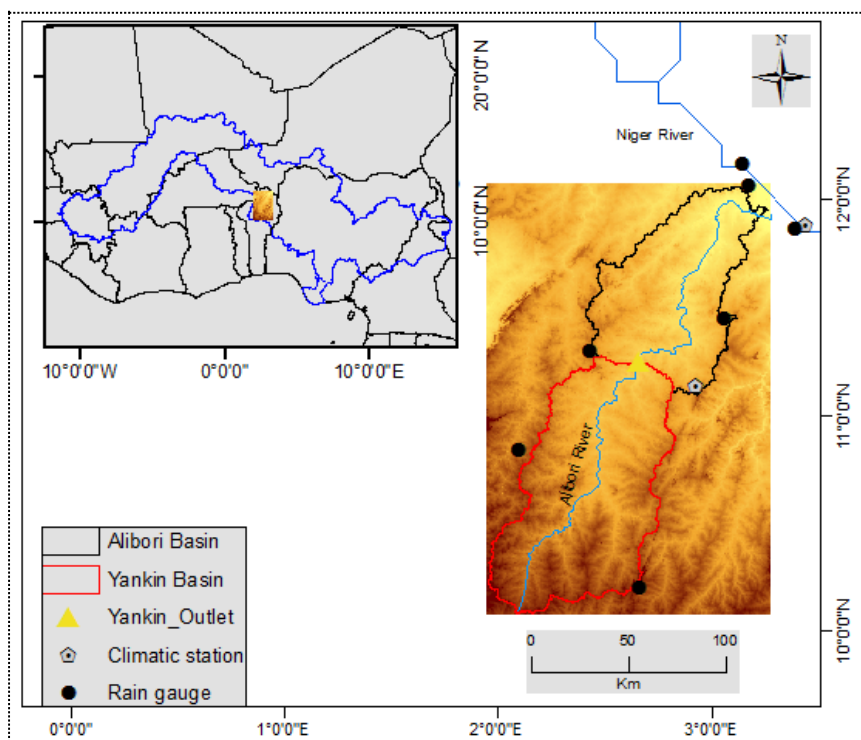 N
Niger River
20°0'0"N
10°0'0"N
12°0'0"N
11°0'0"N
10°0'0"N
10°0'0"W
0°0'0"
10°0'0"E
Alibori River
Alibori Basin
Yankin Basin
Yankin_Outlet
Climatic station
Rain gauge
0
50
100
Km
0°0'0"
1°0'0"E
2°0'0"E
3°0'0"E